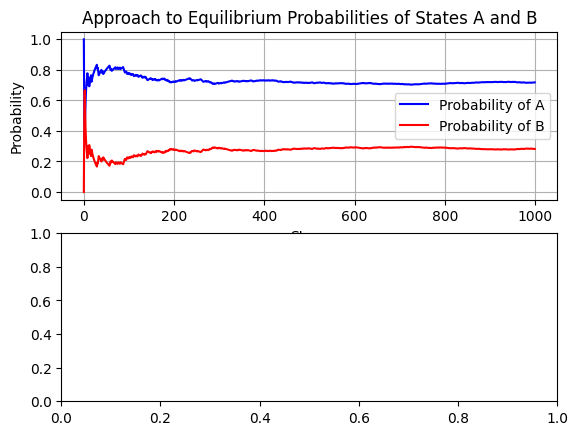 Approach to Equilibrium Probabilities of States A and B
1.0
0.8
0.6
0.4
0.2
0.0
Probability
Probability of A
Probability of B
0 200 400 600 800 1000
1.0
0.8
0.6
0.4
0.2
0.0
0.0 0.2 0.4 0.6 0.8 1.0